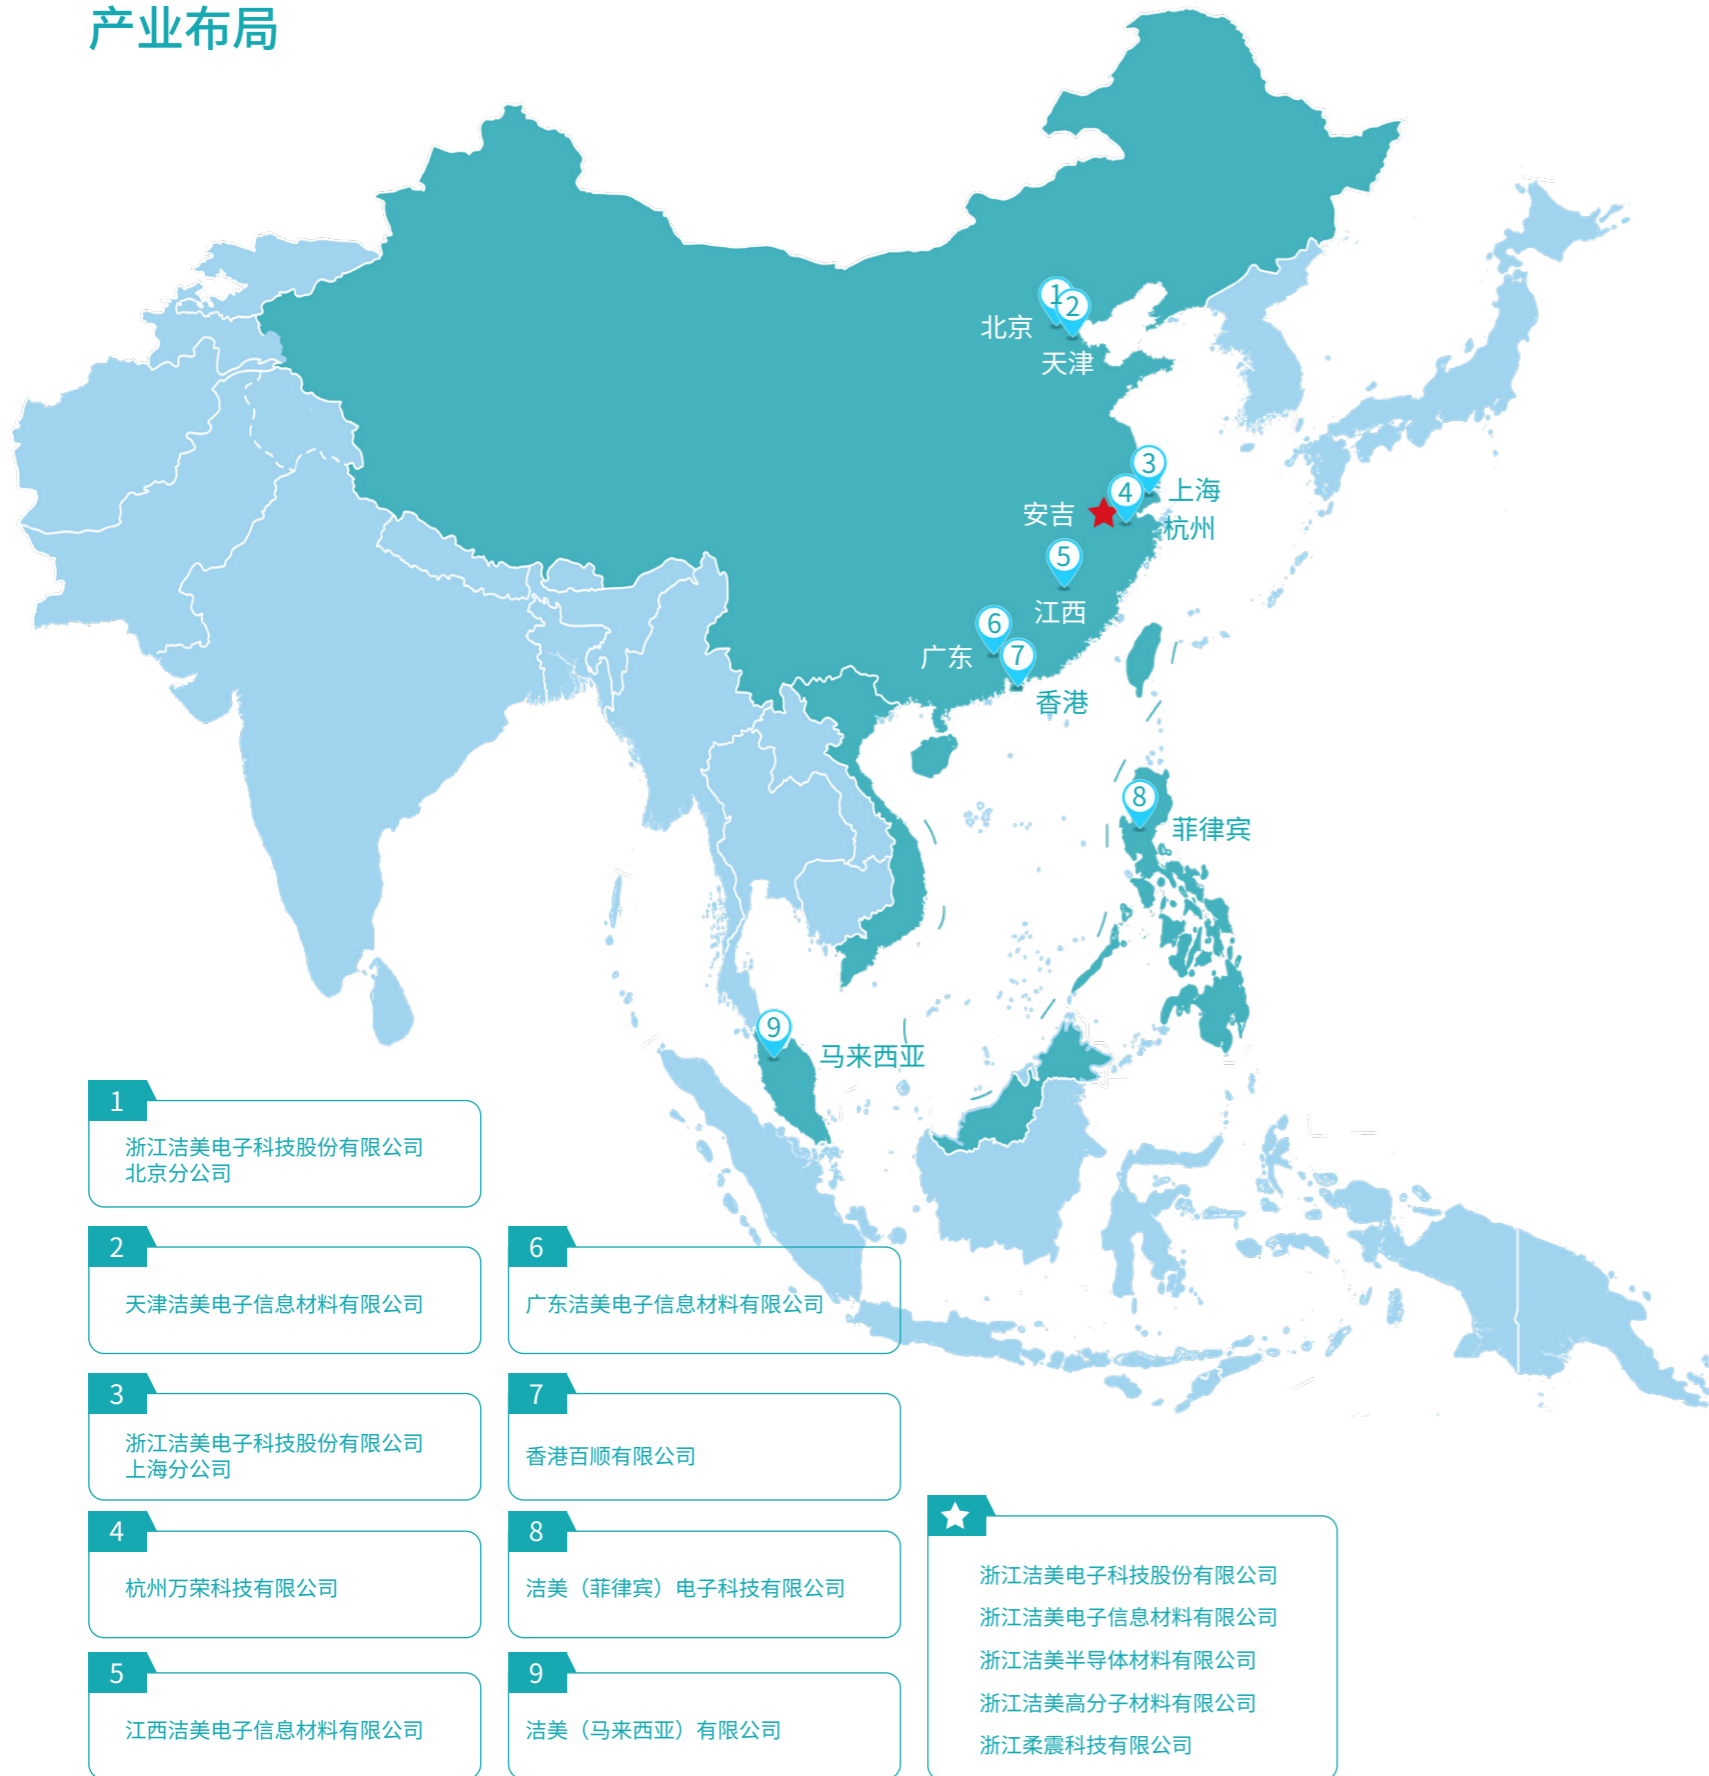 产业布局
1
2
北京
天津
3
4
上海
安吉
杭州
5
江西
6
广东
7
香港
8
菲律宾
9
马来西亚
1
浙江洁美电子科技股份有限公司
北京分公司
2
天津洁美电子信息材料有限公司
3
浙江洁美电子科技股份有限公司
上海分公司
4
杭州万荣科技有限公司
5
江西洁美电子信息材料有限公司
6
广东洁美电子信息材料有限公司
7
香港百顺有限公司
8
洁美（菲律宾）电子科技有限公司
9
洁美（马来西亚）有限公司
浙江洁美电子科技股份有限公司
浙江洁美电子信息材料有限公司
浙江洁美半导体材料有限公司
浙江洁美高分子材料有限公司
浙江柔震科技有限公司